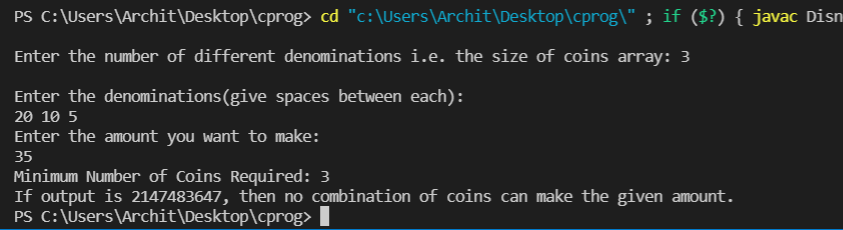 PS C:\Users\Archit\Desktop\cprog> cd "c:\Users\Archit\Desktop\cprog\" ; if ($?) { javac Disn
Enter the number of different denominations i.e. the size of coins array: 3
Enter the denominations(give spaces between each):
20 10 5
Enter the amount you want to make:
35
Minimum Number of Coins Required: 3
If output is 2147483647, then no combination of coins can make the given amount.
PS C:\Users\Archit\Desktop\cprog>